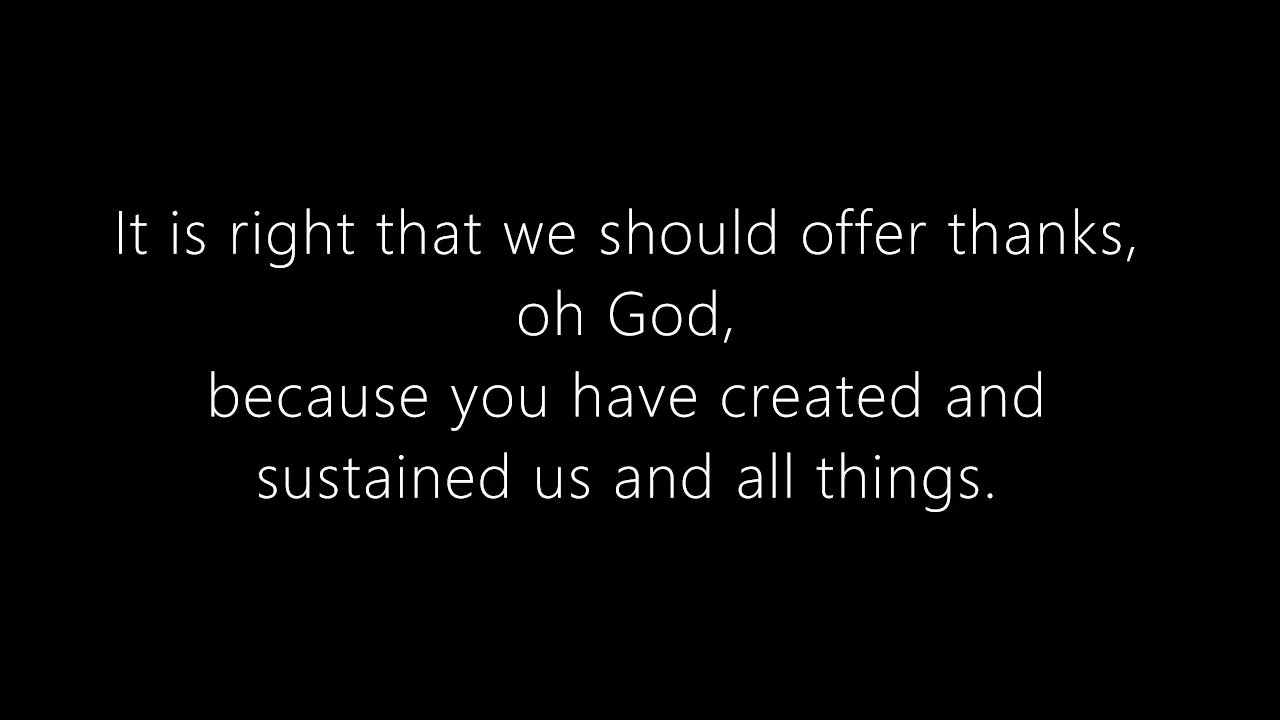 It is right that we should offer thanks,
oh God,
because you have created and
sustained us and all things.